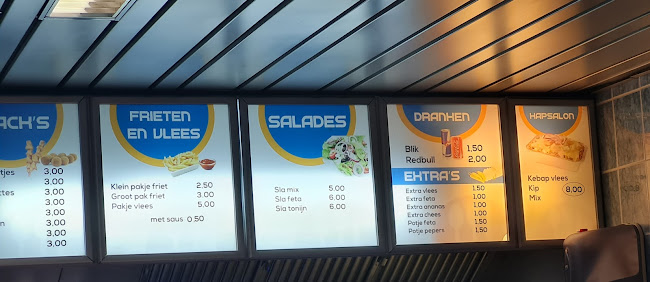 ACK'S
tjes 3,00
3,00
ttes 3,00
3,00
3,00
s 3,00
3,00
FRIETEN
EN VLEES
Klein pakje friet 2.50
Groot pak friet 3.00
Pakje vlees 5.00
met saus 0.50
SALADES
Sla mix 5.00
Sla feta 6.00
Sla tonijn 6.00
DRANKEN
Blik 1,50
Redbull 2,00
EXTRA'S
Extra vlees 1.50
Extra feta 1.00
Extra ananas 1.00
Extra chees 1.00
Potje feta 1.50
Potje pepers 1.50
KAPSALON
Kebap vlees
Kip 8,00
Mix